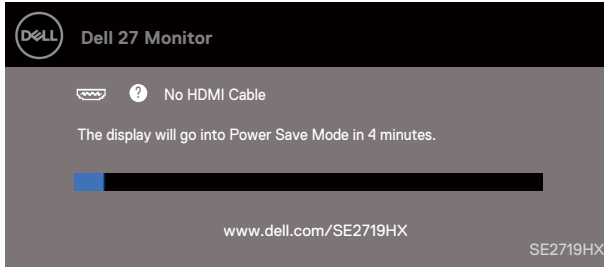 DELL
Dell 27 Monitor
? No HDMI Cable
The display will go into Power Save Mode in 4 minutes.
www.dell.com/SE2719HX
SE2719HX